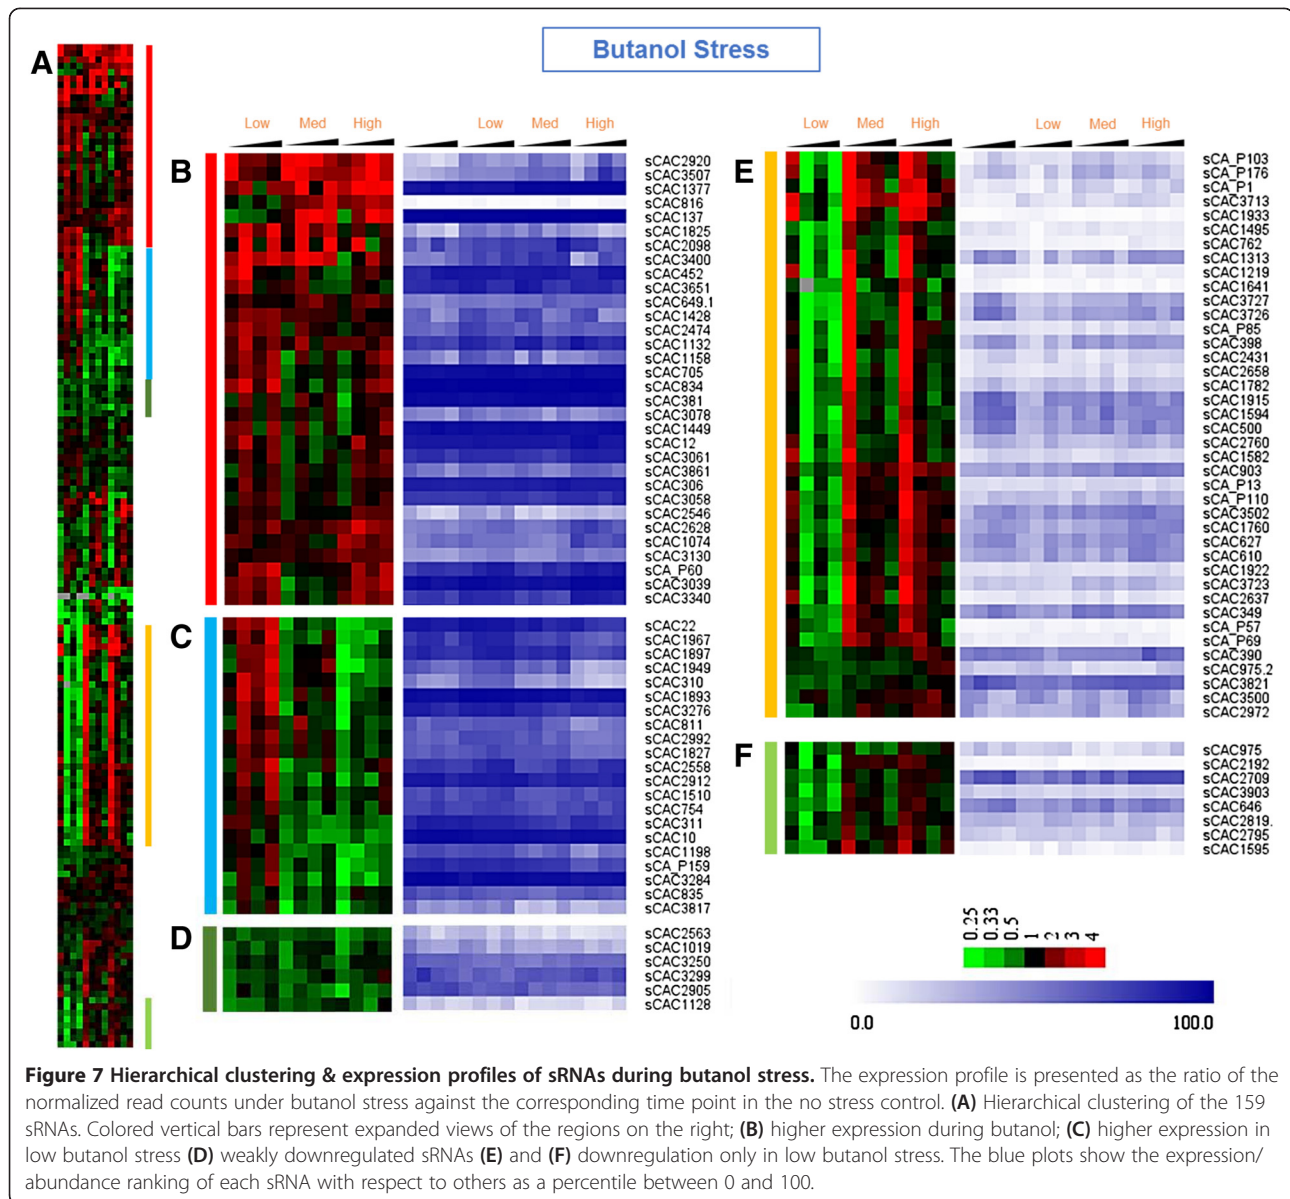 Butanol Stress
A
B
Low Med High
Low Med High
sCAC2920
sCAC3507
sCAC1377
sCAC816
sCAC137
sCAC1825
sCAC2098
sCAC3400
sCAC452
sCAC3651
sCAC649.1
sCAC1428
sCAC2474
sCAC1132
sCAC1158
sCAC705
sCAC834
sCAC381
sCAC3078
sCAC1449
sCAC12
sCAC3061
sCAC3861
sCAC306
sCAC3058
sCAC2546
sCAC2628
sCAC1074
sCAC3130
sCA_P60
sCAC3039
sCAC3340
C
sCAC22
sCAC1967
sCAC1897
sCAC1949
sCAC310
sCAC1893
sCAC3276
sCAC811
sCAC2992
sCAC1827
sCAC2558
sCAC2912
sCAC1510
sCAC754
sCAC311
sCAC10
sCAC1198
sCA_P159
sCAC3284
sCAC835
sCAC3817
D
sCAC2563
sCAC1019
sCAC3250
sCAC3299
sCAC2905
sCAC1128
E
Low Med High
Low Med High
sCA_P103
sCA_P176
sCA_P1
sCAC3713
sCAC1933
sCAC1495
sCAC762
sCAC1313
sCAC1219
sCAC1641
sCAC3727
sCAC3726
sCA_P85
sCAC398
sCAC2431
sCAC2658
sCAC1782
sCAC1915
sCAC1594
sCAC500
sCAC2760
sCAC1582
sCAC903
sCA_P13
sCA_P110
sCAC3502
sCAC1760
sCAC627
sCAC610
sCAC1922
sCAC3723
sCAC2637
sCAC349
sCA_P57
sCA_P69
sCAC390
sCAC975.2
sCAC3821
sCAC3500
sCAC2972
F
sCAC975
sCAC2192
sCAC2709
sCAC3903
sCAC646
sCAC2819.
sCAC2795
sCAC1595
0.25 0.33 0.5 1 2 3 4
0.0 100.0
Figure 7 Hierarchical clustering & expression profiles of sRNAs during butanol stress. The expression profile is presented as the ratio of the
normalized read counts under butanol stress against the corresponding time point in the no stress control. (A) Hierarchical clustering of the 159
sRNAs. Colored vertical bars represent expanded views of the regions on the right; (B) higher expression during butanol; (C) higher expression in
low butanol stress (D) weakly downregulated sRNAs (E) and (F) downregulation only in low butanol stress. The blue plots show the expression/
abundance ranking of each sRNA with respect to others as a percentile between 0 and 100.